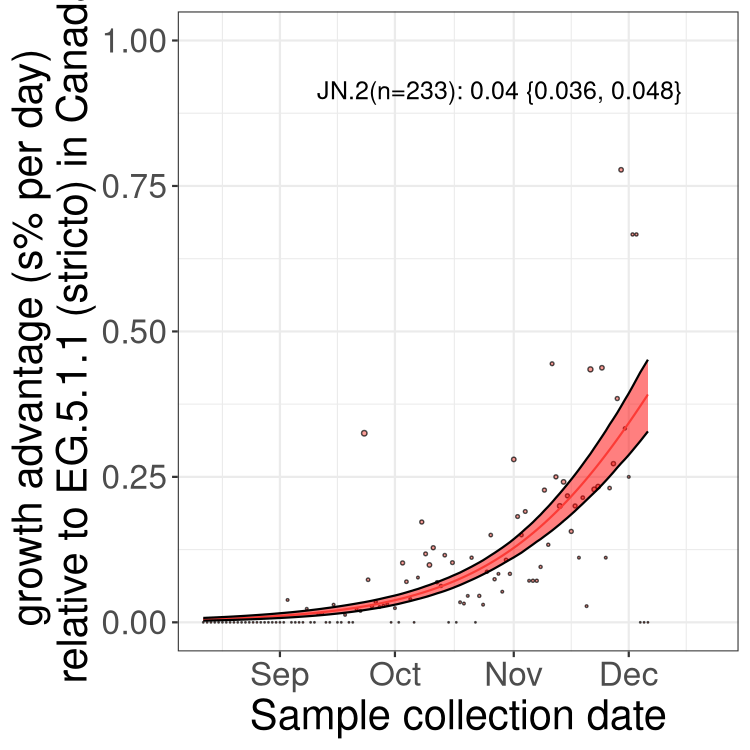 growth advantage (s% per day)
relative to EG.5.1.1 (stricto) in Canada
1.00
0.75
0.50
0.25
0.00
JN.2(n=233): 0.04 {0.036, 0.048}
Sep Oct Nov Dec
Sample collection date